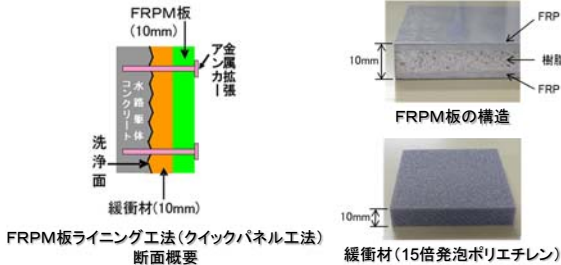 FRPM板
(10mm)
金属拡張
アンカー
水路躯体
コンクリート
洗浄面
緩衝材(10mm)
FRPM板ライニング工法(クイックパネル工法)
断面概要
FRP
10mm
樹脂
FRP
FRPM板の構造
10mm
緩衝材(15倍発泡ポリエチレン)